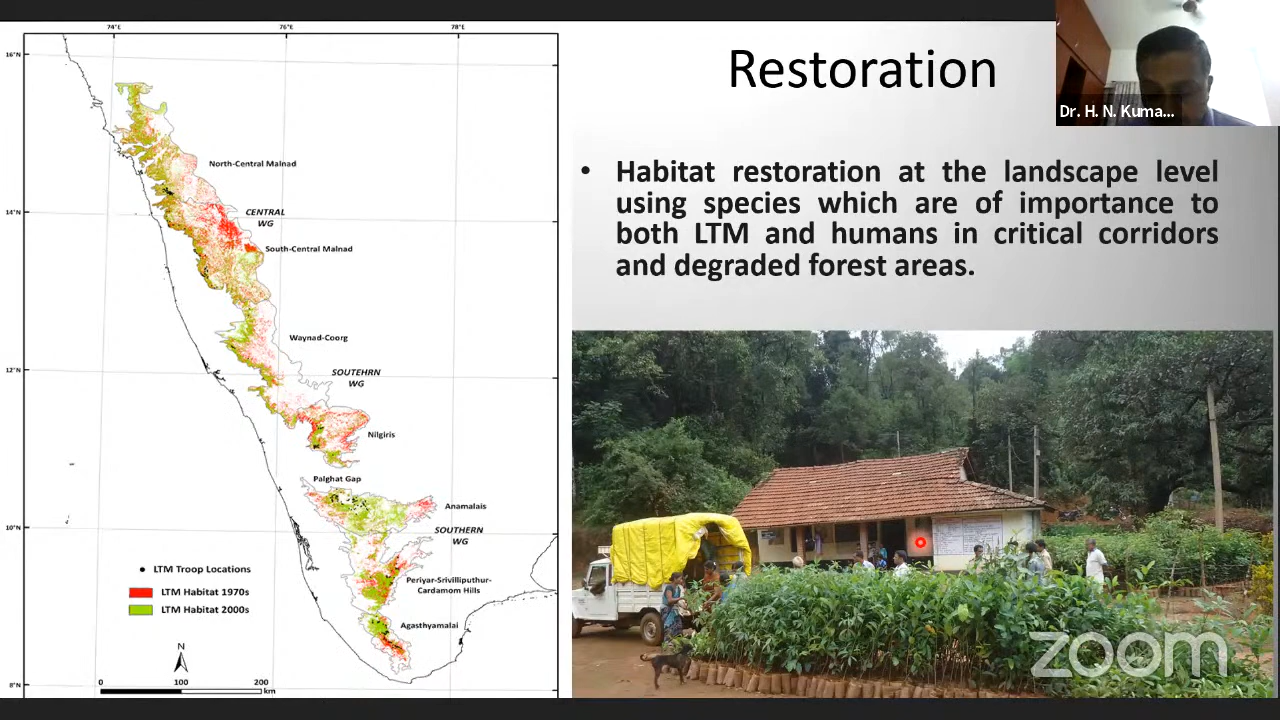 74°E
76°E
78°E
16°N
North-Central Malnad
14°N
CENTRAL
WG
South-Central Malnad
Waynad-Coorg
12°N
SOUTEHRN
WG
Nilgiris
Palghat Gap
Anamalais
10°N
SOUTHERN
WG
LTM Troop Locations
Periyar-Srivilliputhur-
Cardamom Hills
LTM Habitat 1970s
LTM Habitat 2000s
Agasthyamalai
N
0 100 200
km
8°N
Restoration
Dr. H. N. Kuma...
• Habitat restoration at the landscape level
using species which are of importance to
both LTM and humans in critical corridors
and degraded forest areas.
zoom